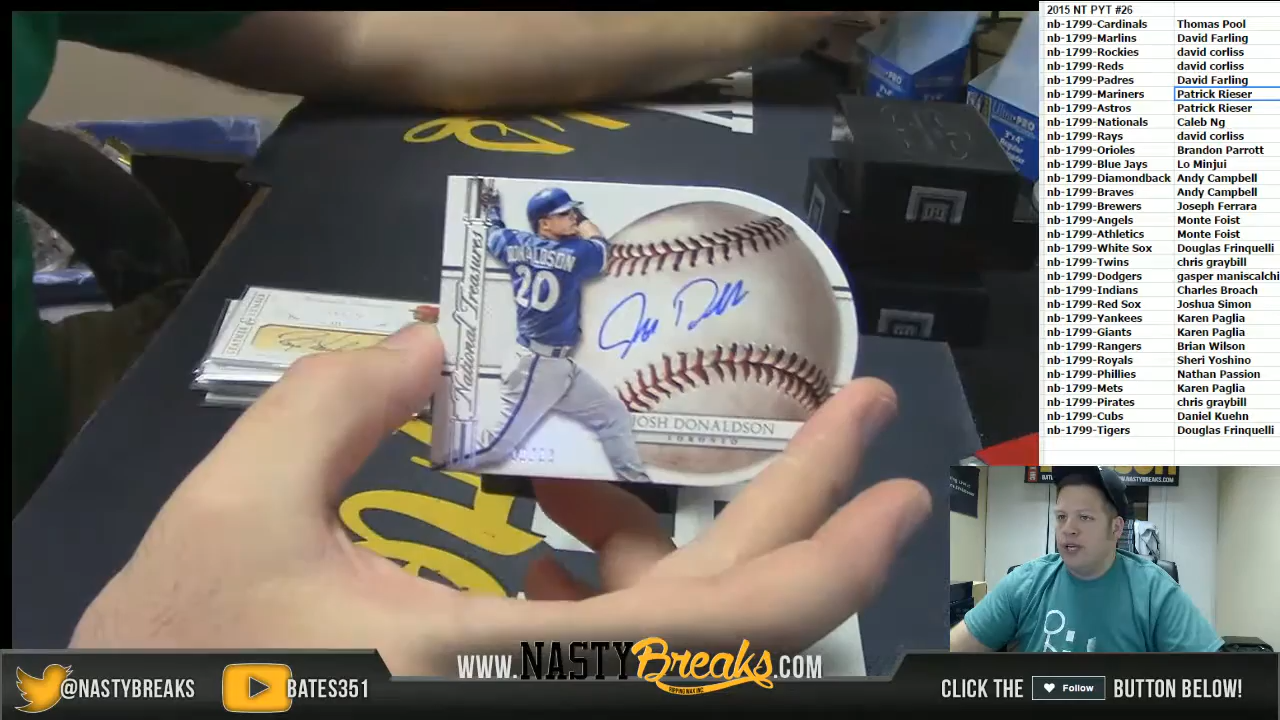 2015 NT PYT #26
nb-1799-Cardinals Thomas Pool
nb-1799-Marlins David Farling
nb-1799-Rockies david corliss
nb-1799-Reds david corliss
nb-1799-Padres David Farling
nb-1799-Mariners Patrick Rieser
nb-1799-Astros Patrick Rieser
nb-1799-Nationals Caleb Ng
nb-1799-Rays david corliss
nb-1799-Orioles Brandon Parrott
nb-1799-Blue Jays Lo Minjui
nb-1799-Diamondback Andy Campbell
nb-1799-Braves Andy Campbell
nb-1799-Brewers Joseph Ferrara
nb-1799-Angels Monte Foist
nb-1799-Athletics Monte Foist
nb-1799-White Sox Douglas Frinquelli
nb-1799-Twins chris graybill
nb-1799-Dodgers gasper maniscalchi
nb-1799-Indians Charles Broach
nb-1799-Red Sox Joshua Simon
nb-1799-Yankees Karen Paglia
nb-1799-Giants Karen Paglia
nb-1799-Rangers Brian Wilson
nb-1799-Royals Sheri Yoshino
nb-1799-Phillies Nathan Passion
nb-1799-Mets Karen Paglia
nb-1799-Pirates chris graybill
nb-1799-Cubs Daniel Kuehn
nb-1799-Tigers Douglas Frinquelli
National Treasures
DONALDSON
20
JOSH DONALDSON
TORONTO
WWW.NASTYBREAKS.COM
@NASTYBREAKS
BATES351
WWW.NASTYBreaks.COM
CLICK THE Follow BUTTON BELOW!